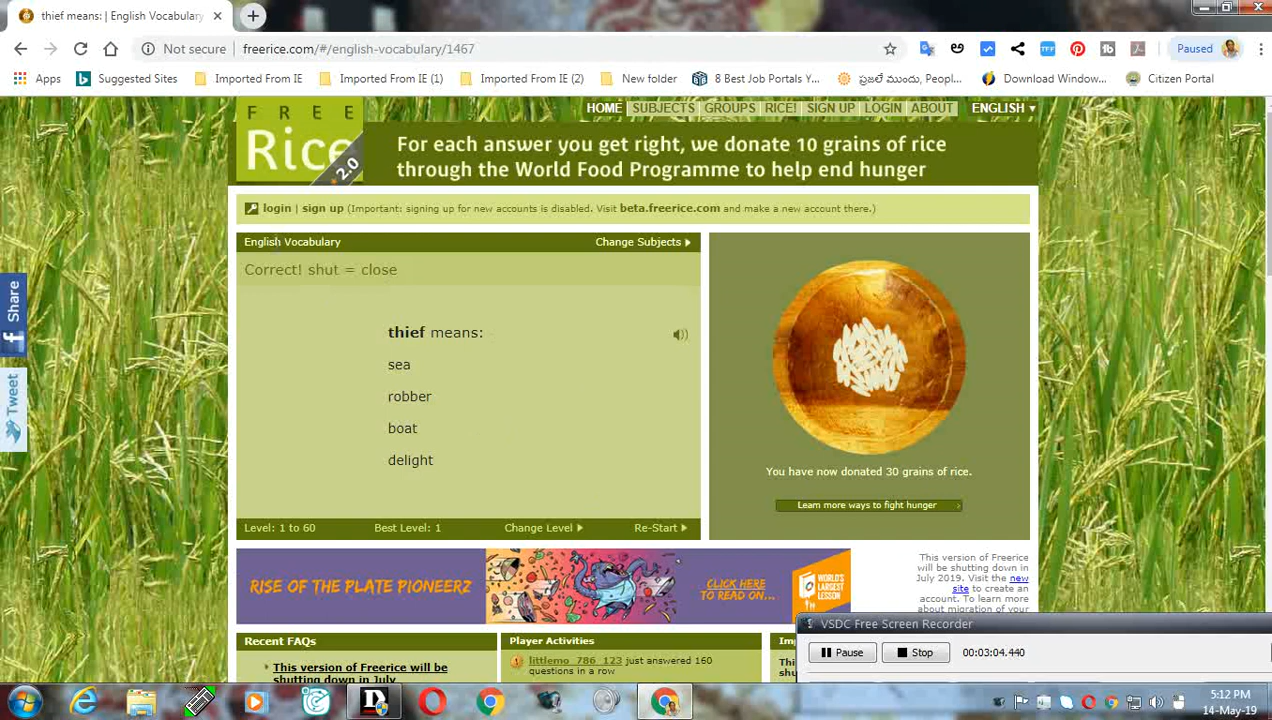 thief means: | English Vocabulary
Not secure | freerice.com/#/english-vocabulary/1467
Paused
Apps
Suggested Sites
Imported From IE
Imported From IE (1)
Imported From IE (2)
New folder
8 Best Job Portals Y...
ప్రజలే ముందు, Peopl...
Download Window...
Citizen Portal
FREE
Rice
2.0
HOME SUBJECTS GROUPS RICE! SIGN UP LOGIN ABOUT ENGLISH
For each answer you get right, we donate 10 grains of rice
through the World Food Programme to help end hunger
login | sign up (Important: signing up for new accounts is disabled. Visit beta.freerice.com and make a new account there.)
English Vocabulary
Change Subjects
Correct! shut = close
thief means:
sea
robber
boat
delight
Level: 1 to 60
Best Level: 1
Change Level
Re-Start
You have now donated 30 grains of rice.
Learn more ways to fight hunger
Share
Tweet
RISE OF THE PLATE PIONEERZ
CLICK HERE
TO READ ON...
WORLD'S
LARGEST
LESSON
This version of Freerice
will be shutting down in
July 2019. Visit the new
site to create an
account. To learn more
about migration of your
Recent FAQs
This version of Freerice will be
shutting down in July
Player Activities
littlemo_786_123 just answered 160
questions in a row
VSDC Free Screen Recorder
Pause
Stop
00:03:04.440
5:12 PM
14-May-19